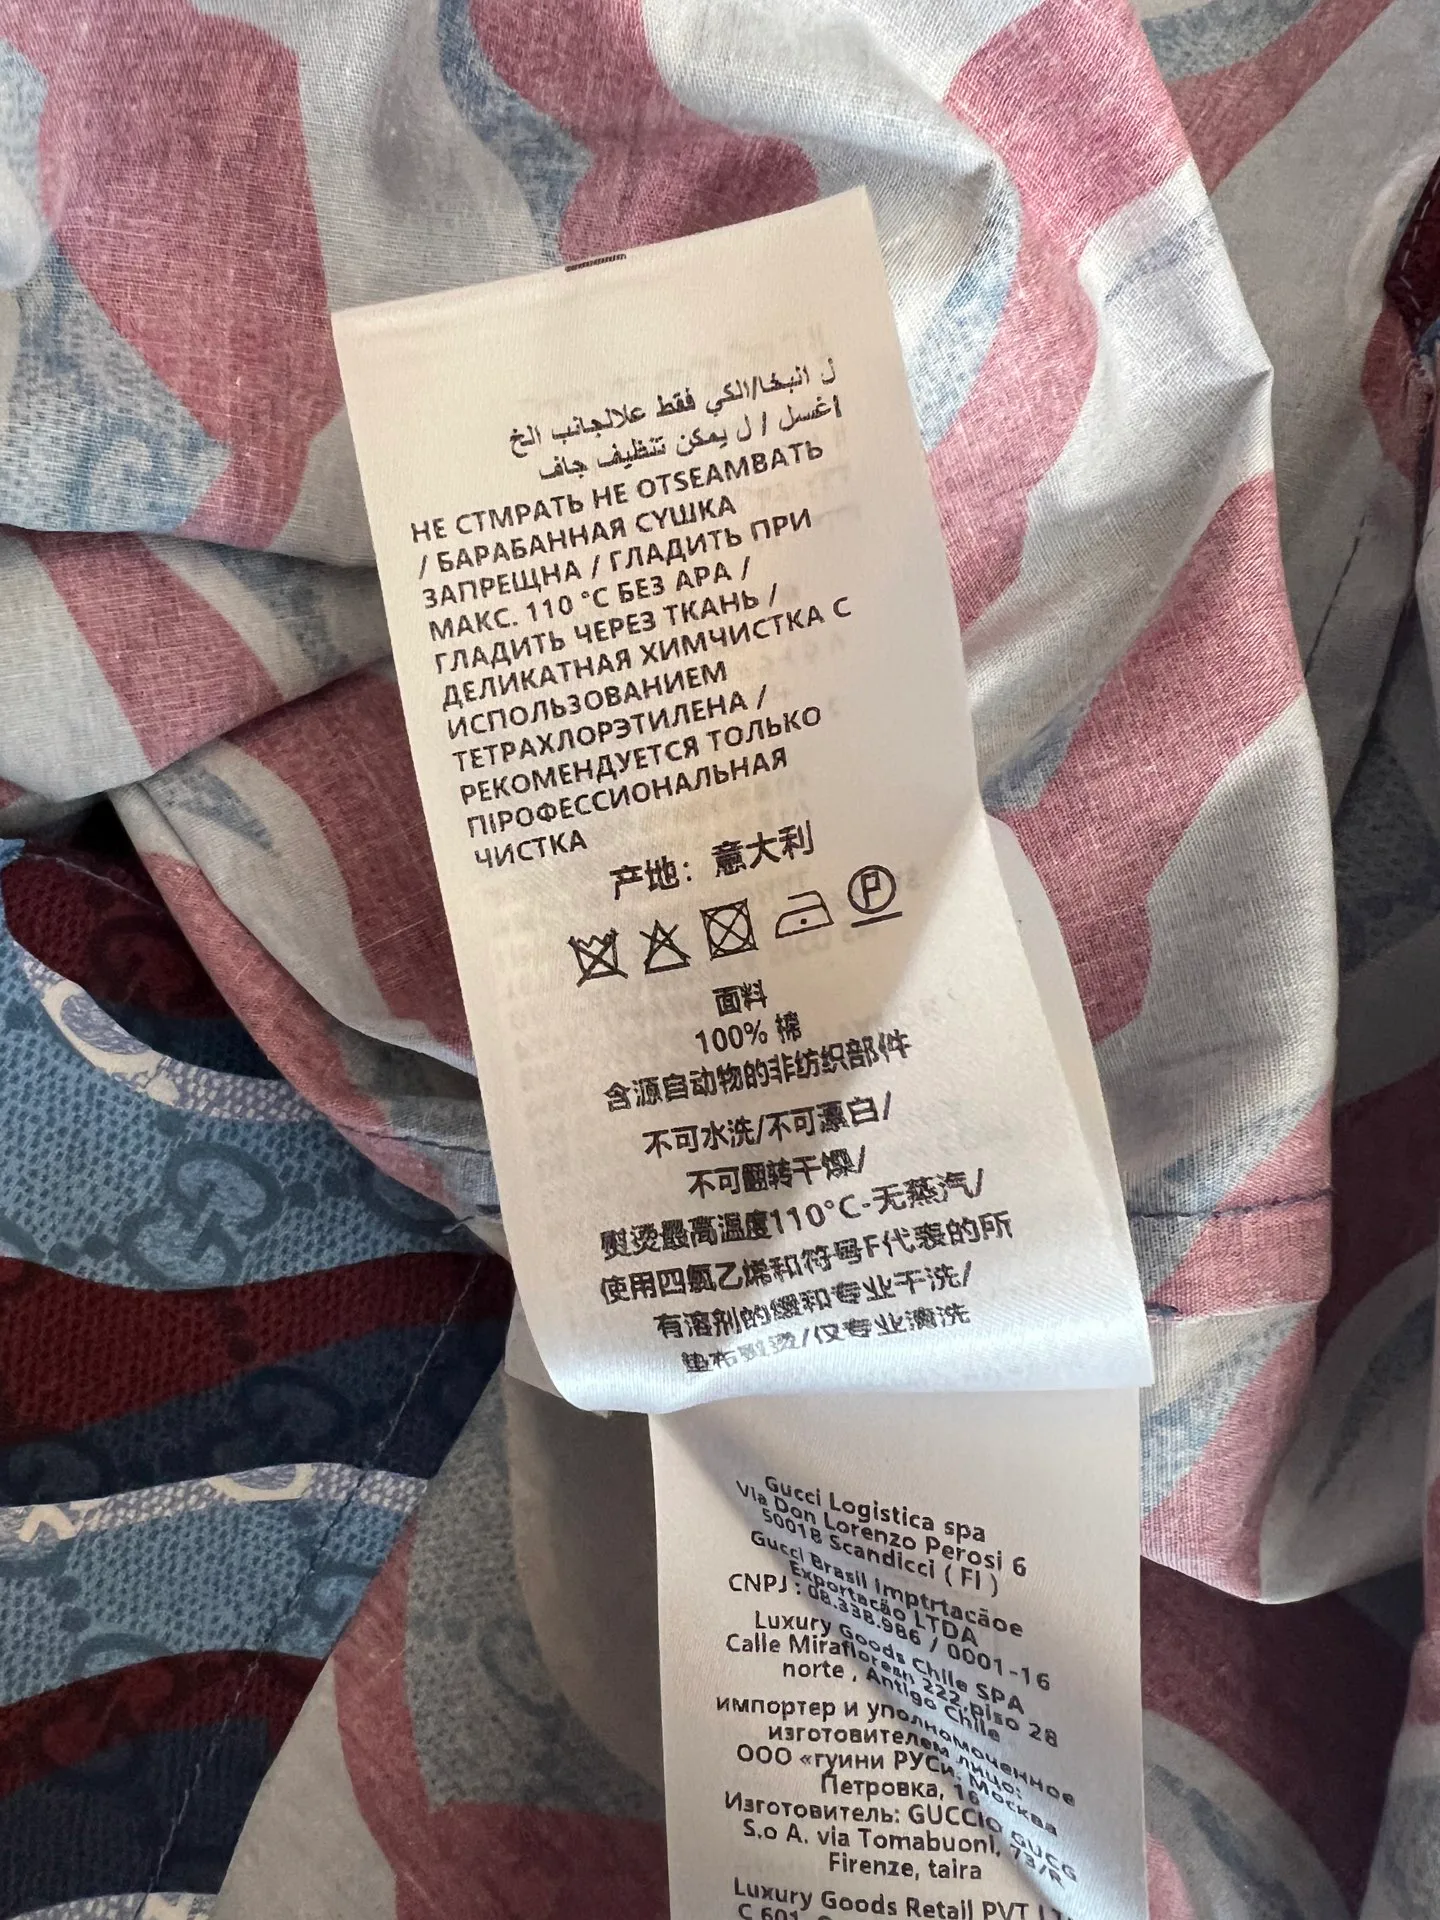 ل البخا/الكي فقط علالجانب الخ
اغسل / ل يمكن تنظيف جاف
НЕ СТМРАТЬ НЕ OTSEAMBATЬ
/ БАРАБАННАЯ СYШКА
ЗАПРЕЩНА / ГЛАДИТЬ ПРИ
МАКС. 110 °C БЕЗ АРА /
ГЛАДИТЬ ЧЕРЕЗ ТКАНЬ /
ДЕЛИКАТНАЯ ХИМЧИСТКА С
ИСПОЛЬЗОВАНИЕМ
ТЕТРАХЛОРЭТИЛЕНА /
РЕКОМЕНДУЕТСЯ ТОЛЬКО
ПІРОФЕССИОНАЛЬНАЯ
ЧИСТКА
产地：意大利
P
面料
100% 棉
含源自动物的非纺织部件
不可水洗/不可漂白/
不可翻转干燥/
熨烫最高温度110°C-无蒸汽/
使用四氯乙烯和符号F代表的所
有溶剂的缓和专业干洗/
垫布熨烫/仅专业清洗
Gucci Logistica spa
Via Don Lorenzo Perosi 6
50018 Scandicci ( FI )
Gucci Brasil imptrtacãoe
Exportacão LTDA
CNPJ : 08.338.986 / 0001-16
Luxury Goods Chile SPA
Calle Mirafloresn 222,piso 28
norte , Antigo Chile
импортер и уполномоченное
изготовителем лицо:
ООО «гуини РУСи. Москва
Петровка, 16
Изготовитель: GUCCIO GUCG
S.o A. via Tomabuonl, 73/R
Firenze, taira
Luxury Goods Retail PVT LT
C 601,